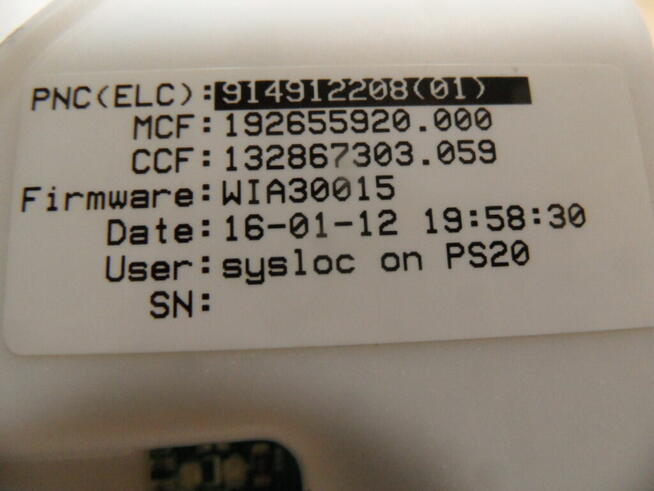 PNC(ELC):914912208(01)
MCF:192655920.000
CCF:132867303.059
Firmware:WIA30015
Date:16-01-12 19:58:30
User:sysloc on PS20
SN: